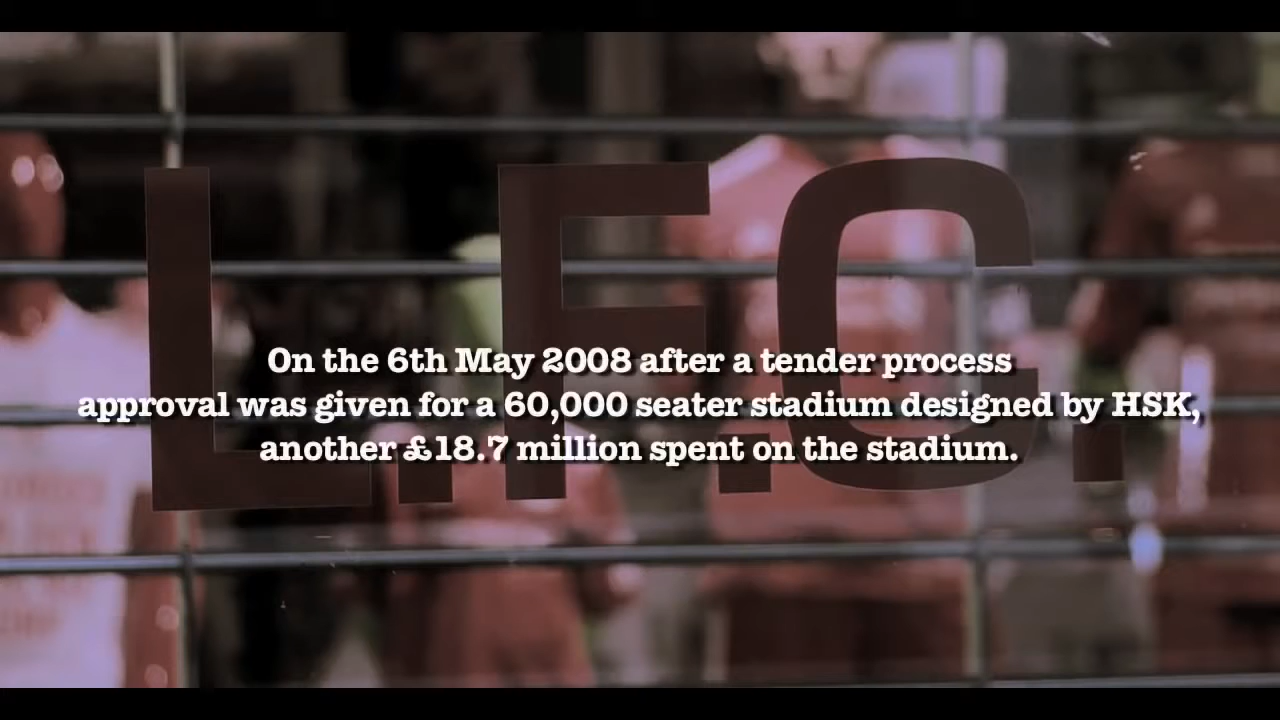 L.F.C.
On the 6th May 2008 after a tender process
approval was given for a 60,000 seater stadium designed by HSK,
another £18.7 million spent on the stadium.